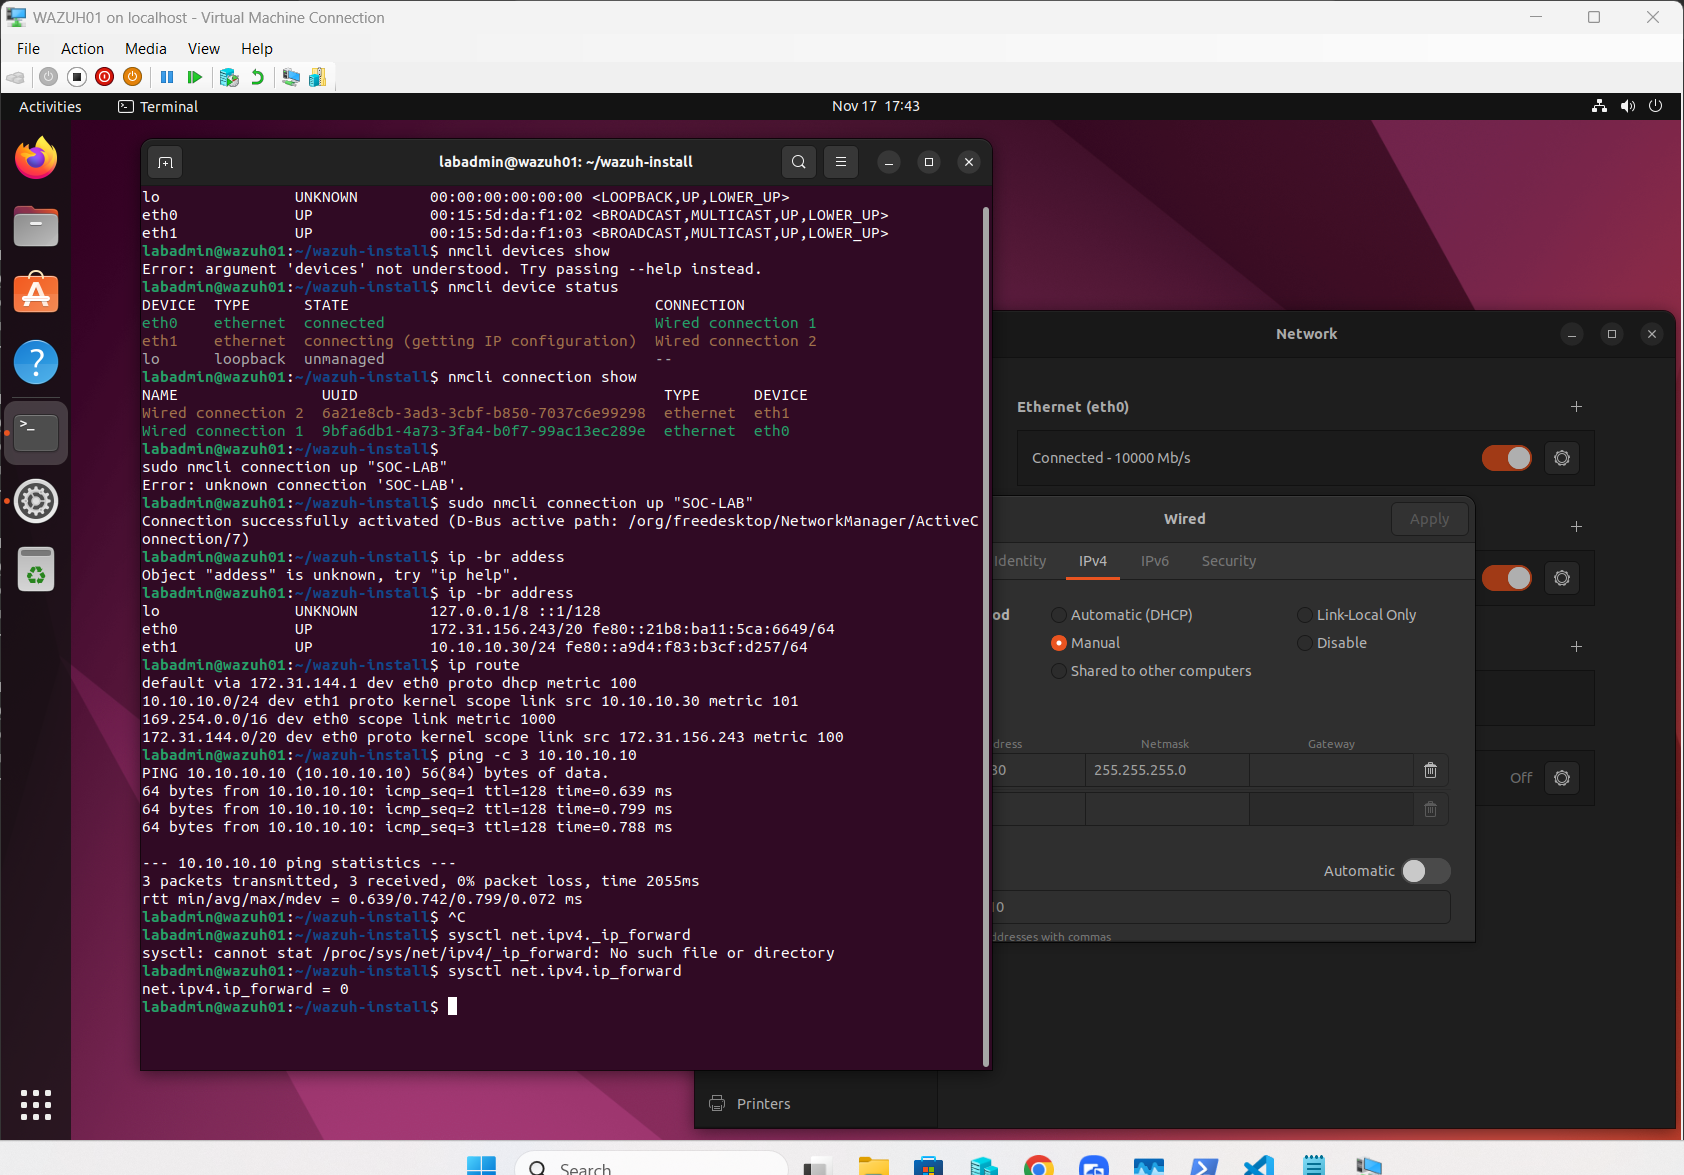 WAZUH01 on localhost - Virtual Machine Connection
File Action Media View Help
Activities Terminal Nov 17 17:43
labadmin@wazuh01: ~/wazuh-install
lo UNKNOWN 00:00:00:00:00:00 <LOOPBACK,UP,LOWER_UP>
eth0 UP 00:15:5d:da:f1:02 <BROADCAST,MULTICAST,UP,LOWER_UP>
eth1 UP 00:15:5d:da:f1:03 <BROADCAST,MULTICAST,UP,LOWER_UP>
labadmin@wazuh01:~/wazuh-install$ nmcli devices show
Error: argument 'devices' not understood. Try passing --help instead.
labadmin@wazuh01:~/wazuh-install$ nmcli device status
DEVICE TYPE STATE CONNECTION
eth0 ethernet connected Wired connection 1
eth1 ethernet connecting (getting IP configuration) Wired connection 2
lo loopback unmanaged --
labadmin@wazuh01:~/wazuh-install$ nmcli connection show
NAME UUID TYPE DEVICE
Wired connection 2 6a21e8cb-3ad3-3cbf-b850-7037c6e99298 ethernet eth1
Wired connection 1 9bfa6db1-4a73-3fa4-b0f7-99ac13ec289e ethernet eth0
labadmin@wazuh01:~/wazuh-install$
sudo nmcli connection up "SOC-LAB"
Error: unknown connection 'SOC-LAB'.
labadmin@wazuh01:~/wazuh-install$ sudo nmcli connection up "SOC-LAB"
Connection successfully activated (D-Bus active path: /org/freedesktop/NetworkManager/ActiveC
onnection/7)
labadmin@wazuh01:~/wazuh-install$ ip -br addess
Object "addess" is unknown, try "ip help".
labadmin@wazuh01:~/wazuh-install$ ip -br address
lo UNKNOWN 127.0.0.1/8 ::1/128
eth0 UP 172.31.156.243/20 fe80::21b8:ba11:5ca:6649/64
eth1 UP 10.10.10.30/24 fe80::a9d4:f83:b3cf:d257/64
labadmin@wazuh01:~/wazuh-install$ ip route
default via 172.31.144.1 dev eth0 proto dhcp metric 100
10.10.10.0/24 dev eth1 proto kernel scope link src 10.10.10.30 metric 101
169.254.0.0/16 dev eth0 scope link metric 1000
172.31.144.0/20 dev eth0 proto kernel scope link src 172.31.156.243 metric 100
labadmin@wazuh01:~/wazuh-install$ ping -c 3 10.10.10.10
PING 10.10.10.10 (10.10.10.10) 56(84) bytes of data.
64 bytes from 10.10.10.10: icmp_seq=1 ttl=128 time=0.639 ms
64 bytes from 10.10.10.10: icmp_seq=2 ttl=128 time=0.799 ms
64 bytes from 10.10.10.10: icmp_seq=3 ttl=128 time=0.788 ms
--- 10.10.10.10 ping statistics ---
3 packets transmitted, 3 received, 0% packet loss, time 2055ms
rtt min/avg/max/mdev = 0.639/0.742/0.799/0.072 ms
labadmin@wazuh01:~/wazuh-install$ ^C
labadmin@wazuh01:~/wazuh-install$ sysctl net.ipv4._ip_forward
sysctl: cannot stat /proc/sys/net/ipv4/_ip_forward: No such file or directory
labadmin@wazuh01:~/wazuh-install$ sysctl net.ipv4.ip_forward
net.ipv4.ip_forward = 0
labadmin@wazuh01:~/wazuh-install$
Network
Ethernet (eth0)
Connected - 10000 Mb/s
Wired
Apply
Identity IPv4 IPv6 Security
od Automatic (DHCP) Link-Local Only
Manual Disable
Shared to other computers
dress Netmask Gateway
30 255.255.255.0
Off
Automatic
10
ddresses with commas
Printers
Search